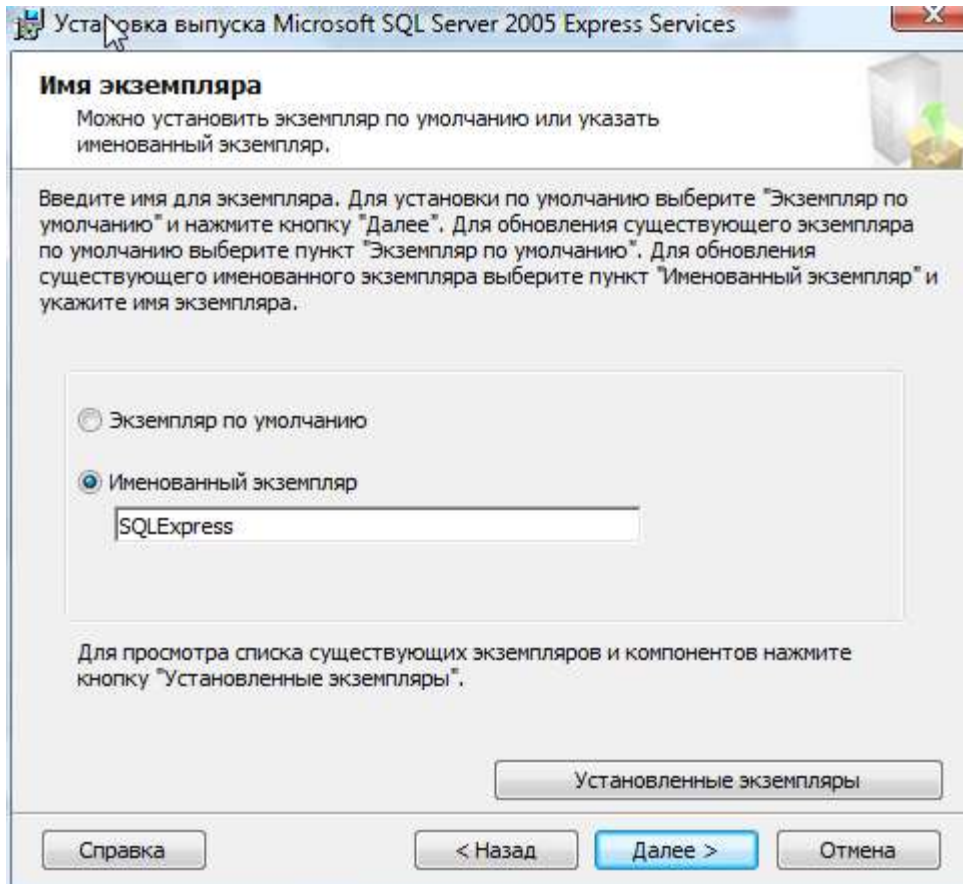 Установка выпуска Microsoft SQL Server 2005 Express Services
Имя экземпляра
Можно установить экземпляр по умолчанию или указать
именованный экземпляр.
Введите имя для экземпляра. Для установки по умолчанию выберите "Экземпляр по
умолчанию" и нажмите кнопку "Далее". Для обновления существующего экземпляра
по умолчанию выберите пункт "Экземпляр по умолчанию". Для обновления
существующего именованного экземпляра выберите пункт "Именованный экземпляр" и
укажите имя экземпляра.
Экземпляр по умолчанию
Именованный экземпляр
SQLExpress
Для просмотра списка существующих экземпляров и компонентов нажмите
кнопку "Установленные экземпляры".
Установленные экземпляры
Справка
< Назад
Далее >
Отмена